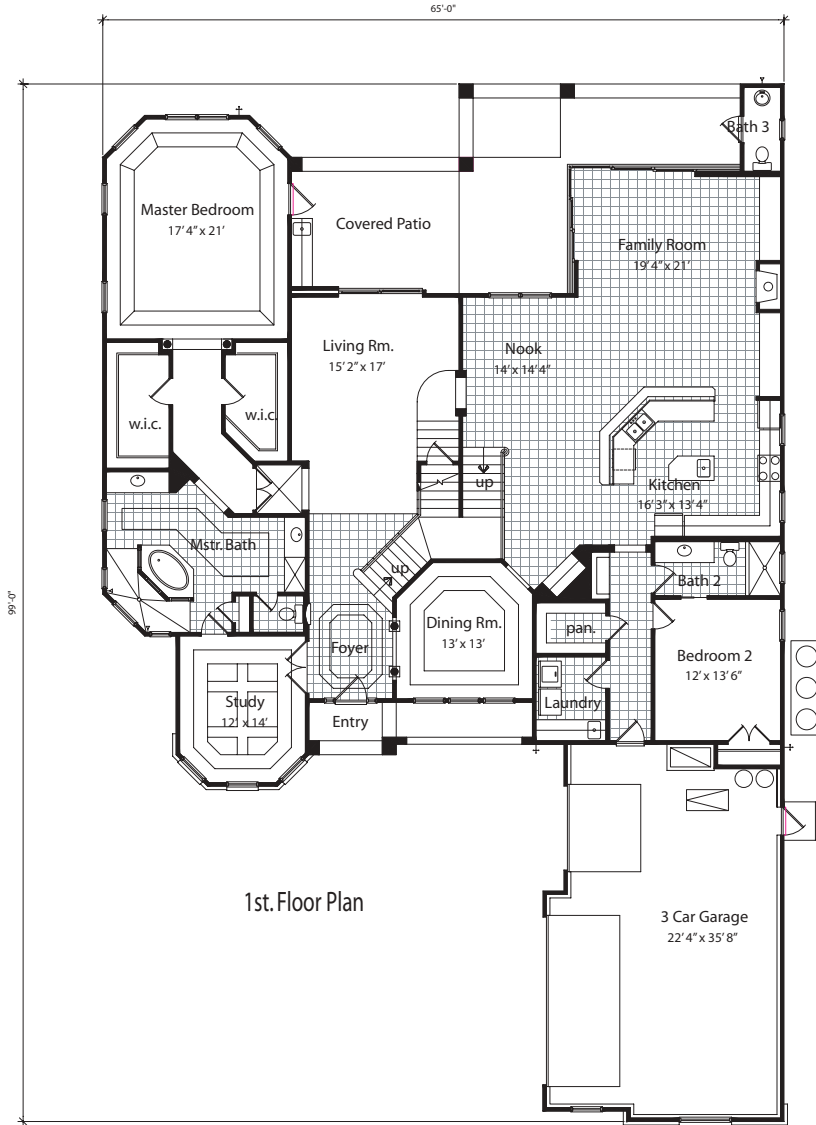 65'-0"
Bath 3
Master Bedroom
17' 4" x 21'
Covered Patio
Family Room
19' 4" x 21'
Living Rm.
15' 2" x 17'
Nook
14' x 14' 4"
w.i.c.
w.i.c.
up
Kitchen
16' 3" x 13' 4"
Mstr. Bath
up
Bath 2
99'-0"
Dining Rm.
13' x 13'
pan.
Foyer
Bedroom 2
12' x 13' 6"
Study
12' x 14'
Laundry
Entry
1st. Floor Plan
3 Car Garage
22' 4" x 35' 8"